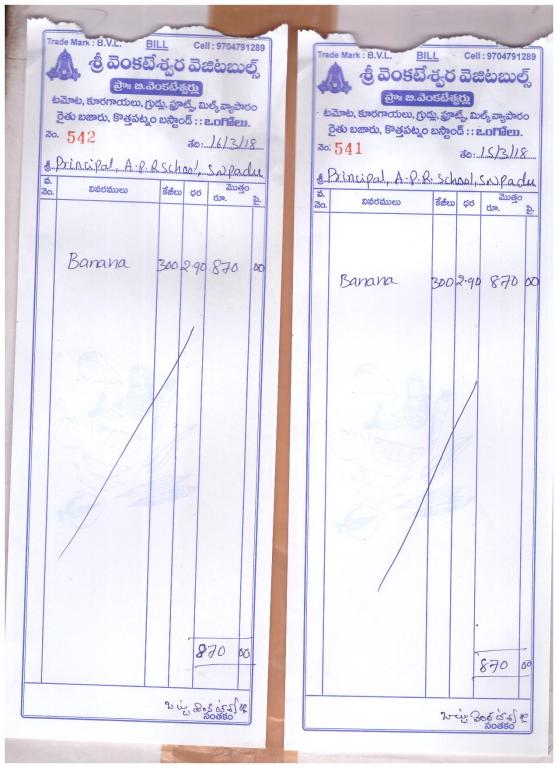 Trade Mark : B.V.L. BILL Cell : 9704791289
శ్రీ వెంకటేశ్వర వెజిటబుల్స్
ప్రొః బి.వెంకటేశ్వర్లు
టమోట, కూరగాయలు, గ్రుడ్లు, ఫ్రూట్స్, మిల్క్ వ్యాపారం
రైతు బజారు, కొత్తపట్నం బస్టాండ్ :: ఒంగోలు.
నెం. 542 తేది: 16/3/18
శ్రీ Principal, A.P.R School, S.N.padu
వ. నెం. వివరములు కేజీలు ధర మొత్తం రూ. పై.
Banana 300 2.90 870 00
870 00
సంతకం
Trade Mark : B.V.L. BILL Cell : 9704791289
శ్రీ వెంకటేశ్వర వెజిటబుల్స్
ప్రొః బి.వెంకటేశ్వర్లు
టమోట, కూరగాయలు, గ్రుడ్లు, ఫ్రూట్స్, మిల్క్ వ్యాపారం
రైతు బజారు, కొత్తపట్నం బస్టాండ్ :: ఒంగోలు.
నెం. 541 తేది: 15/3/18
శ్రీ Principal, A.P.R. School, S.N.padu
వ. నెం. వివరములు కేజీలు ధర మొత్తం రూ. పై.
Banana 300 2.90 870 00
870 00
సంతకం